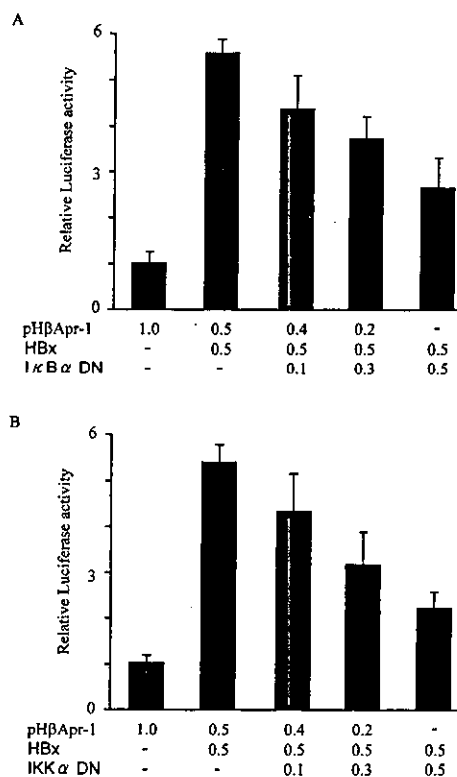 A
Relative Luciferase activity
6
3
0
pHβApr-1 1.0 0.5 0.4 0.2 -
HBx - 0.5 0.5 0.5 0.5
IκBα DN - - 0.1 0.3 0.5
B
Relative Luciferase activity
6
3
0
pHβApr-1 1.0 0.5 0.4 0.2 -
HBx - 0.5 0.5 0.5 0.5
IKKα DN - - 0.1 0.3 0.5